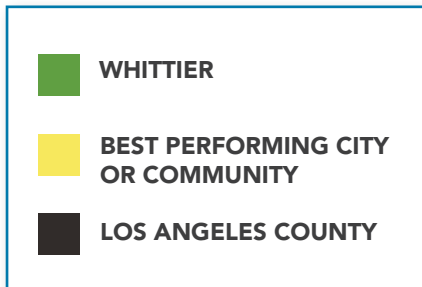 WHITTIER
BEST PERFORMING CITY
OR COMMUNITY
LOS ANGELES COUNTY